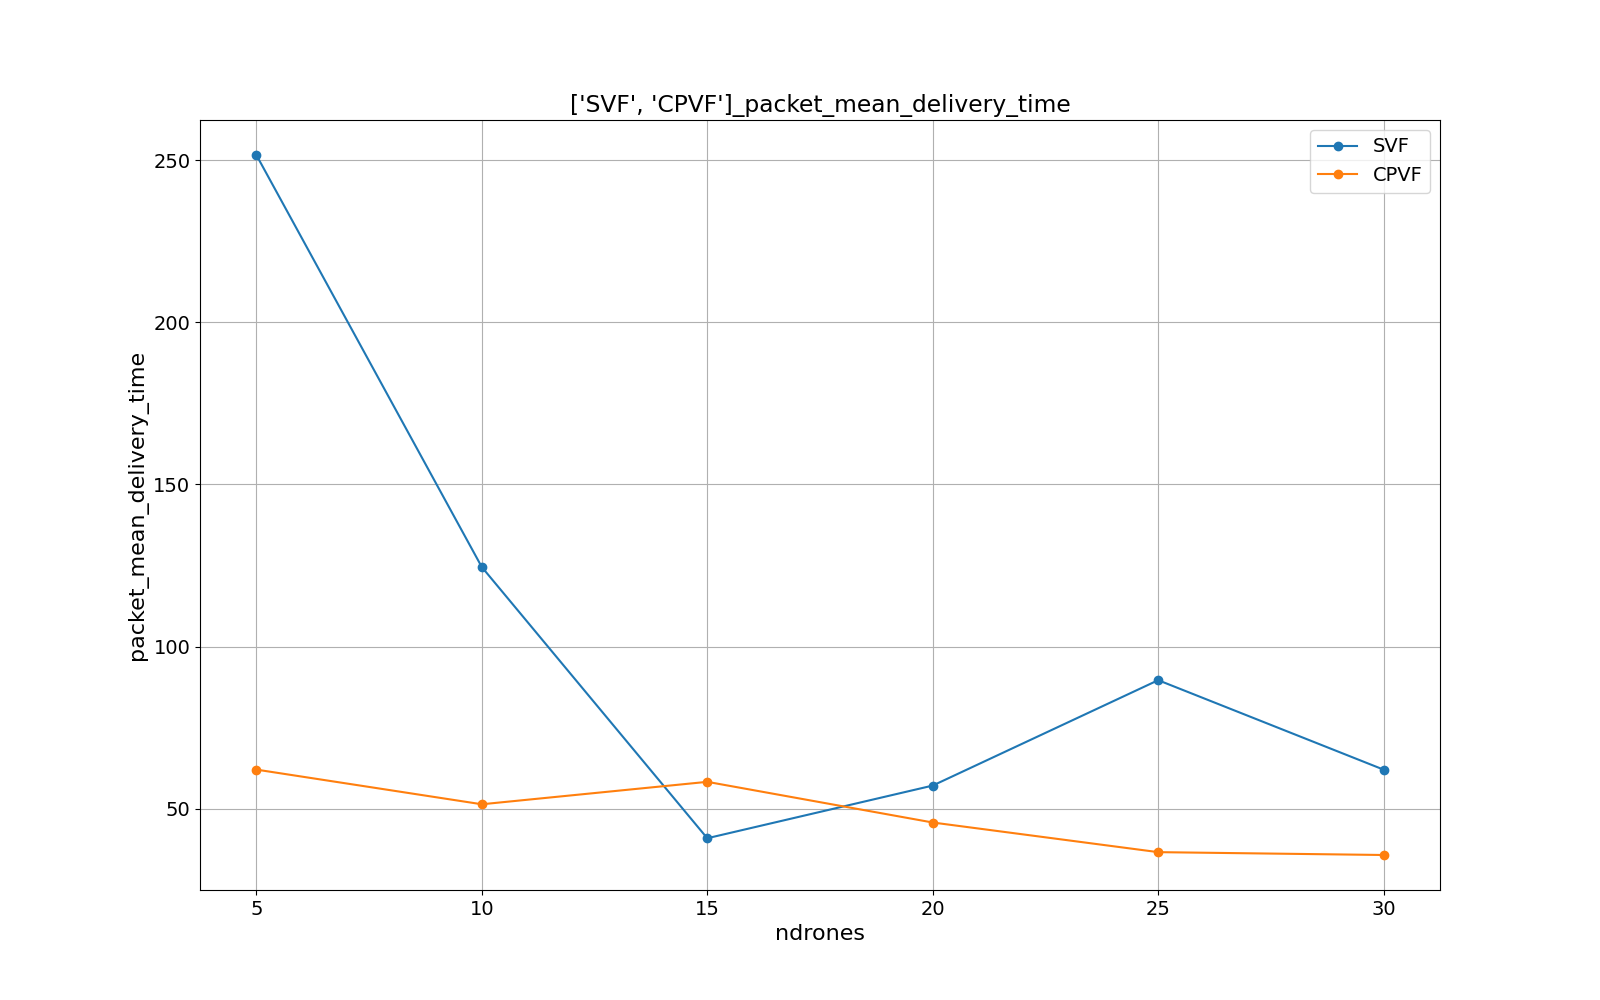 ['SVF', 'CPVF']_packet_mean_delivery_time
SVF
CPVF
packet_mean_delivery_time
250
200
150
100
50
5 10 15 20 25 30
ndrones